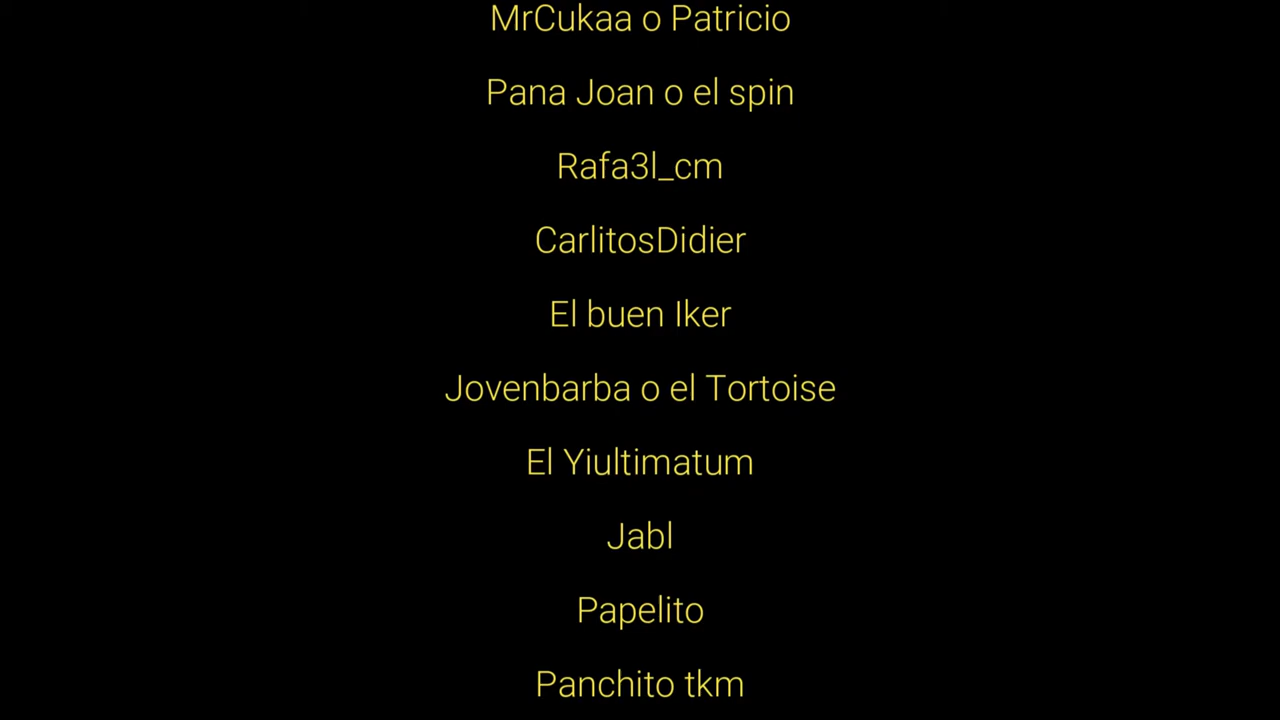 MrCukaa o Patricio
Pana Joan o el spin
Rafa3l_cm
CarlitosDidier
El buen Iker
Jovenbarba o el Tortoise
El Yiultimatum
Jabl
Papelito
Panchito tkm